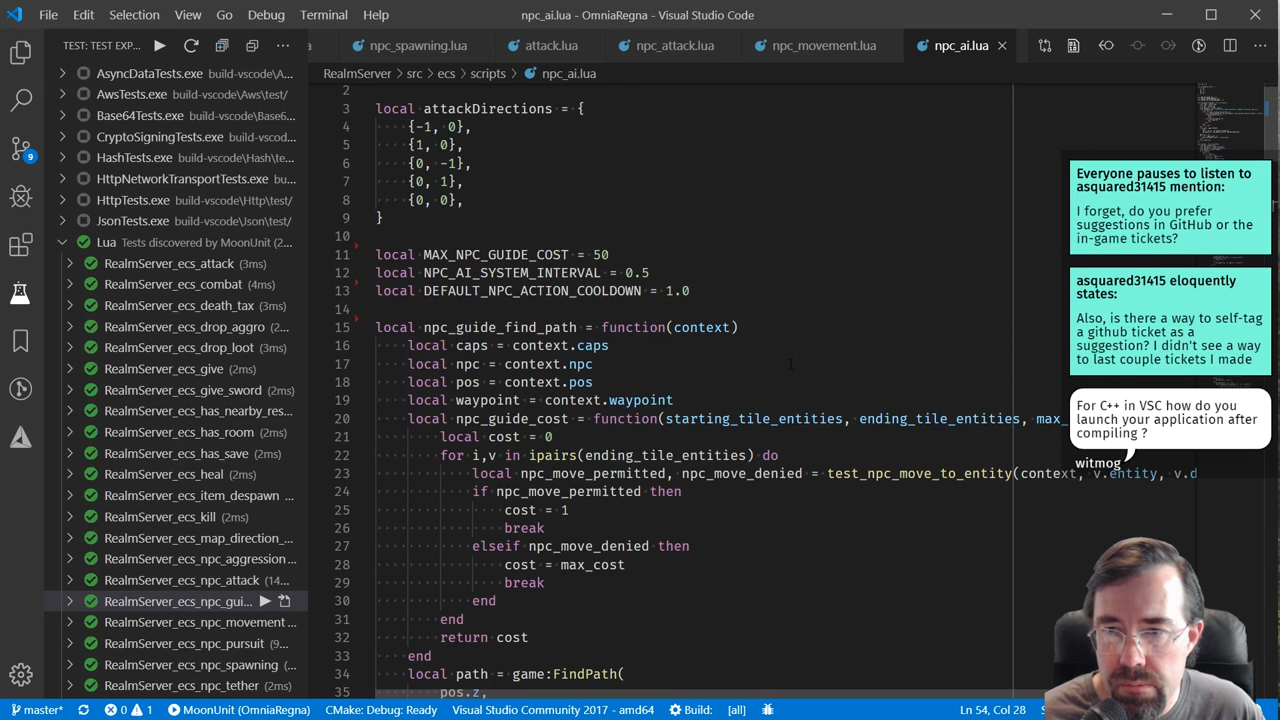 File Edit Selection View Go Debug Terminal Help
npc_ai.lua - OmniaRegna - Visual Studio Code
TEST: TEST EXP...
npc_spawning.lua
attack.lua
npc_attack.lua
npc_movement.lua
npc_ai.lua
RealmServer > src > ecs > scripts > npc_ai.lua
AsyncDataTests.exe build-vscode/AsyncDa...
AwsTests.exe build-vscode/Aws/test/
Base64Tests.exe build-vscode/Base6...
CryptoSigningTests.exe build-vscod...
HashTests.exe build-vscode/Hash/te...
HttpNetworkTransportTests.exe buil...
HttpTests.exe build-vscode/Http/test/
JsonTests.exe build-vscode/Json/test/
Lua Tests discovered by MoonUnit (2...
RealmServer_ecs_attack (3ms)
RealmServer_ecs_combat (4ms)
RealmServer_ecs_death_tax (3ms)
RealmServer_ecs_drop_aggro (3ms)
RealmServer_ecs_drop_loot (3ms)
RealmServer_ecs_give (2ms)
RealmServer_ecs_give_sword (2ms)
RealmServer_ecs_has_nearby_res...
RealmServer_ecs_has_room (2ms)
RealmServer_ecs_has_save (2ms)
RealmServer_ecs_heal (2ms)
RealmServer_ecs_item_despawn ...
RealmServer_ecs_kill (2ms)
RealmServer_ecs_map_direction_...
RealmServer_ecs_npc_aggression ...
RealmServer_ecs_npc_attack (14...
RealmServer_ecs_npc_gui...
RealmServer_ecs_npc_movement ...
RealmServer_ecs_npc_pursuit (2ms)
RealmServer_ecs_npc_spawning (2...
RealmServer_ecs_npc_tether (2ms)
9
2
3 local attackDirections = {
4 {-1, 0},
5 {1, 0},
6 {0, -1},
7 {0, 1},
8 {0, 0},
9 }
10
11 local MAX_NPC_GUIDE_COST = 50
12 local NPC_AI_SYSTEM_INTERVAL = 0.5
13 local DEFAULT_NPC_ACTION_COOLDOWN = 1.0
14
15 local npc_guide_find_path = function(context)
16 local caps = context.caps
17 local npc = context.npc
18 local pos = context.pos
19 local waypoint = context.waypoint
20 local npc_guide_cost = function(starting_tile_entities, ending_tile_entities, max_
21 local cost = 0
22 for i,v in ipairs(ending_tile_entities) do
23 local npc_move_permitted, npc_move_denied = test_npc_move_to_entity(context, v.entity, v.d
24 if npc_move_permitted then
25 cost = 1
26 break
27 elseif npc_move_denied then
28 cost = max_cost
29 break
30 end
31 end
32 return cost
33 end
34 local path = game:FindPath(
35 pos.z,
Everyone pauses to listen to
asquared31415 mention:
I forget, do you prefer
suggestions in GitHub or the
in-game tickets?
asquared31415 eloquently
states:
Also, is there a way to self-tag
a github ticket as a
suggestion? I didn't see a way
to last couple tickets I made
For C++ in VSC how do you
launch your application after
compiling ?
witmog
master* 0 1 MoonUnit (OmniaRegna) CMake: Debug: Ready Visual Studio Community 2017 - amd64 Build: [all] Ln 54, Col 28